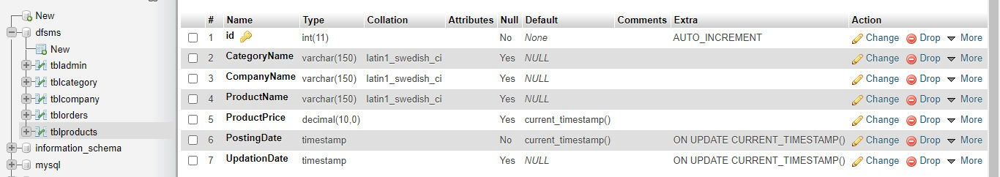 New
dfsms
New
tbladmin
tblcategory
tblcompany
tblorders
tblproducts
information_schema
mysql
# Name Type Collation Attributes Null Default Comments Extra Action
1 id int(11) No None AUTO_INCREMENT Change Drop More
2 CategoryName varchar(150) latin1_swedish_ci Yes NULL Change Drop More
3 CompanyName varchar(150) latin1_swedish_ci Yes NULL Change Drop More
4 ProductName varchar(150) latin1_swedish_ci Yes NULL Change Drop More
5 ProductPrice decimal(10,0) Yes current_timestamp() Change Drop More
6 PostingDate timestamp No current_timestamp() ON UPDATE CURRENT_TIMESTAMP() Change Drop More
7 UpdationDate timestamp Yes NULL ON UPDATE CURRENT_TIMESTAMP() Change Drop More